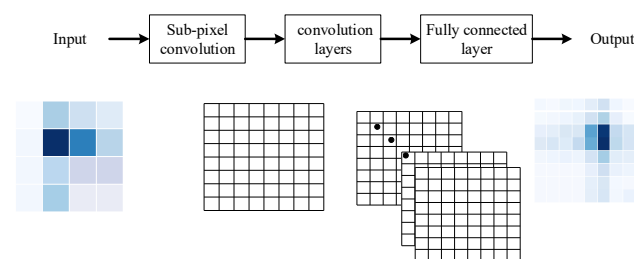 Input
Sub-pixel
convolution
convolution
layers
Fully connected
layer
Output